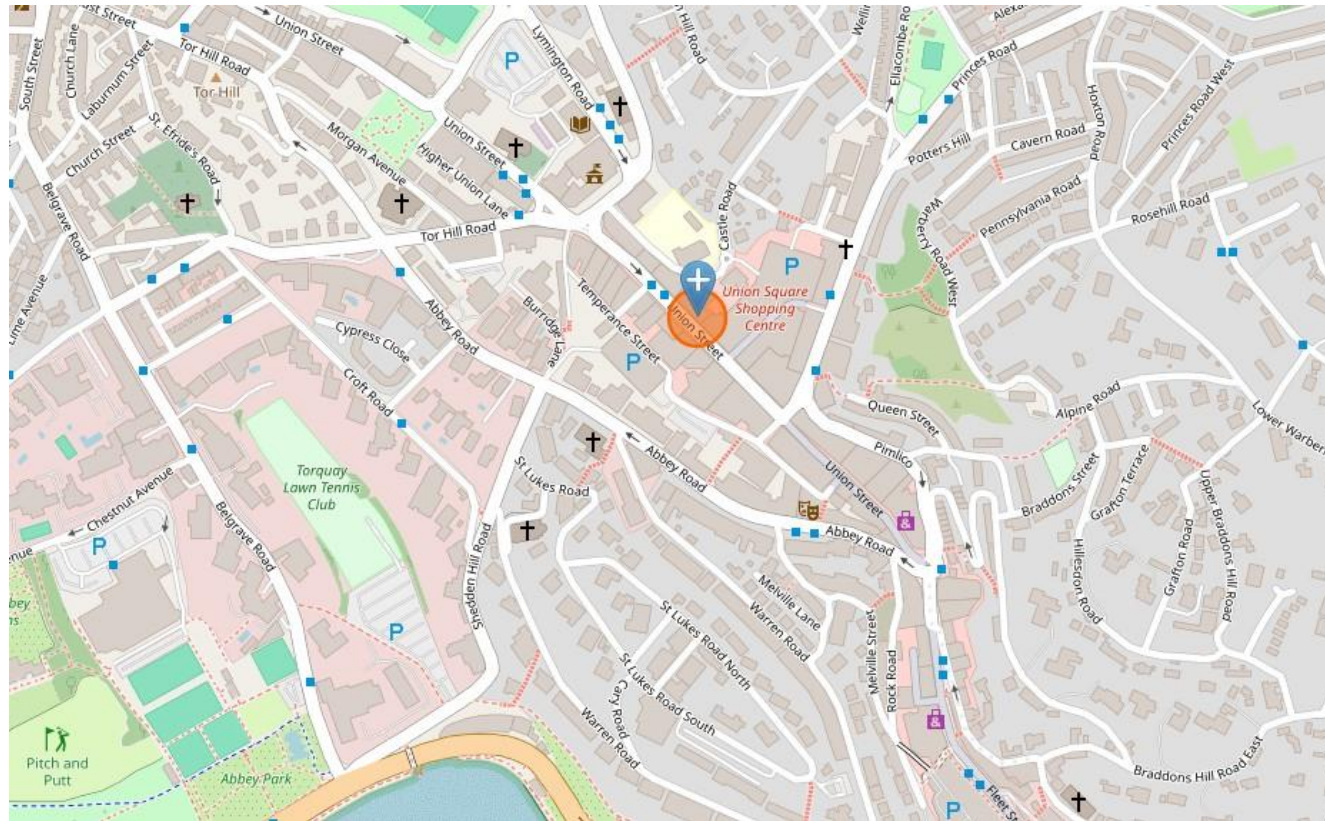 South Street
Church Lane
Laburnum Street
Church Street
St. Efride's Road
Union Street
Tor Hill Road
Tor Hill
Lymington Road
P
Hill Road
Ellacombe Ro
Princes Road
Hoxton Road
Princes Road West
Potters Hill
Cavern Road
Pennsylvania Road
Rosehill Road
Warberry Road West
Morgan Avenue
Higher Union Lane
Union Street
Tor Hill Road
Castle Road
P
Union Square
Shopping
Centre
Union Street
Temperance Street
P
Burridge Lane
Belgrave Road
Abbey Road
Cypress Close
Croft Road
Queen Street
Pimlico
Alpine Road
Lower Warber
Torquay
Lawn Tennis
Club
St Lukes Road
Abbey Road
Union Street
Braddons Street
Grafton Terrace
Upper Braddons Hill Road
Chestnut Avenue
P
Belgrave Road
Shedden Hill Road
P
Abbey Road
Hillesdon Road
Grafton Road
Melville Lane
Warren Road
St Lukes Road North
St Lukes Road South
Cary Road
Warren Road
Melville Street
Rock Road
Pitch and
Putt
Abbey Park
Braddons Hill Road East
Fleet St
P